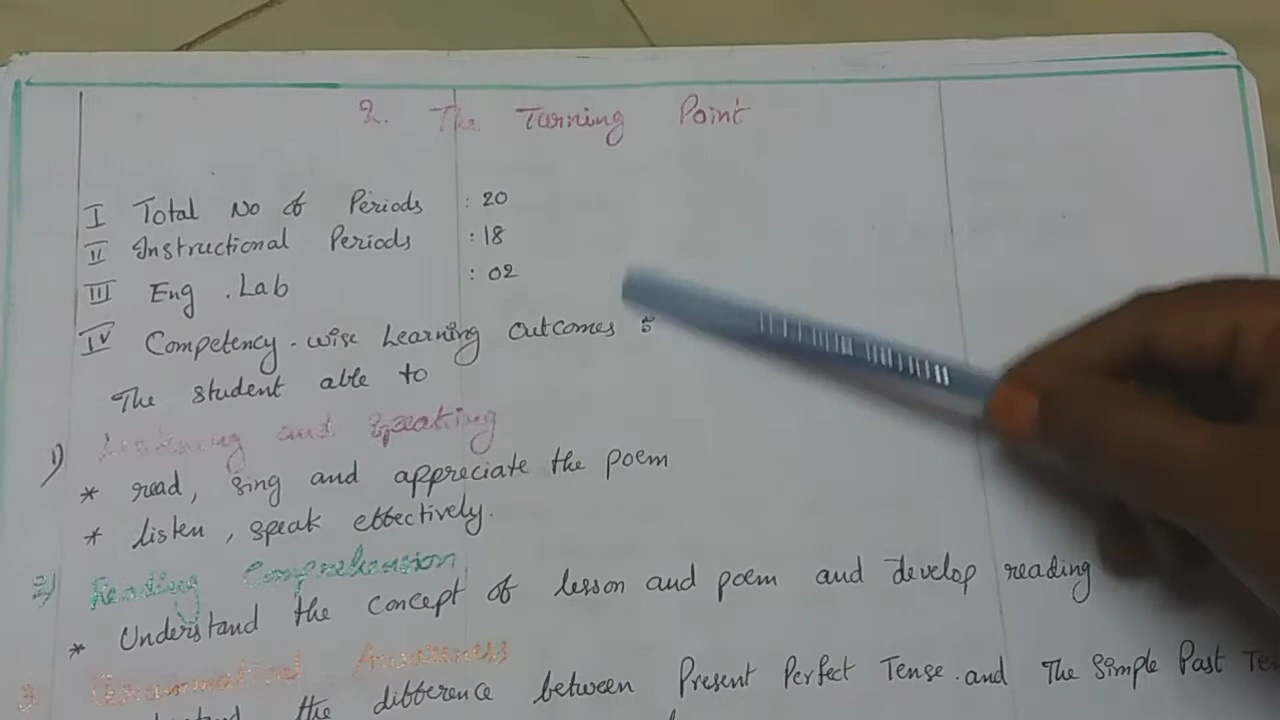 2. The Turning Point
I Total No of Periods : 20
II Instructional Periods : 18
III Eng . Lab : 02
IV Competency - wise Learning Outcomes :
The student able to
1) Listening and Speaking
* read, sing and appreciate the poem
* listen, speak effectively.
2) Reading Comprehension
* Understand the concept of lesson and poem and develop reading
3. Grammatical Awareness
the difference between Present Perfect Tense . and The Simple Past